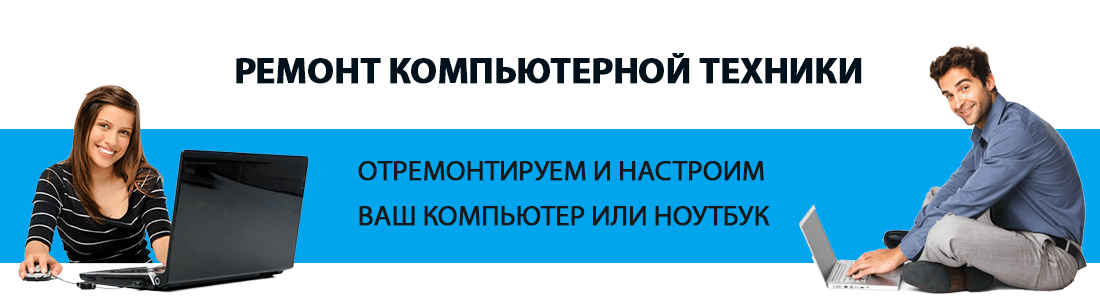 РЕМОНТ КОМПЬЮТЕРНОЙ ТЕХНИКИ
ОТРЕМОНТИРУЕМ И НАСТРОИМ
ВАШ КОМПЬЮТЕР ИЛИ НОУТБУК